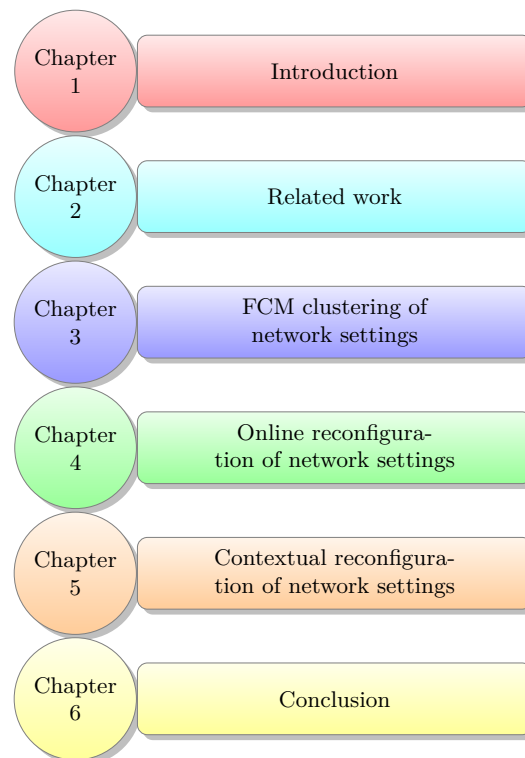 Chapter
1
Introduction
Chapter
2
Related work
Chapter
3
FCM clustering of
network settings
Chapter
4
Online reconfigura-
tion of network settings
Chapter
5
Contextual reconfigura-
tion of network settings
Chapter
6
Conclusion